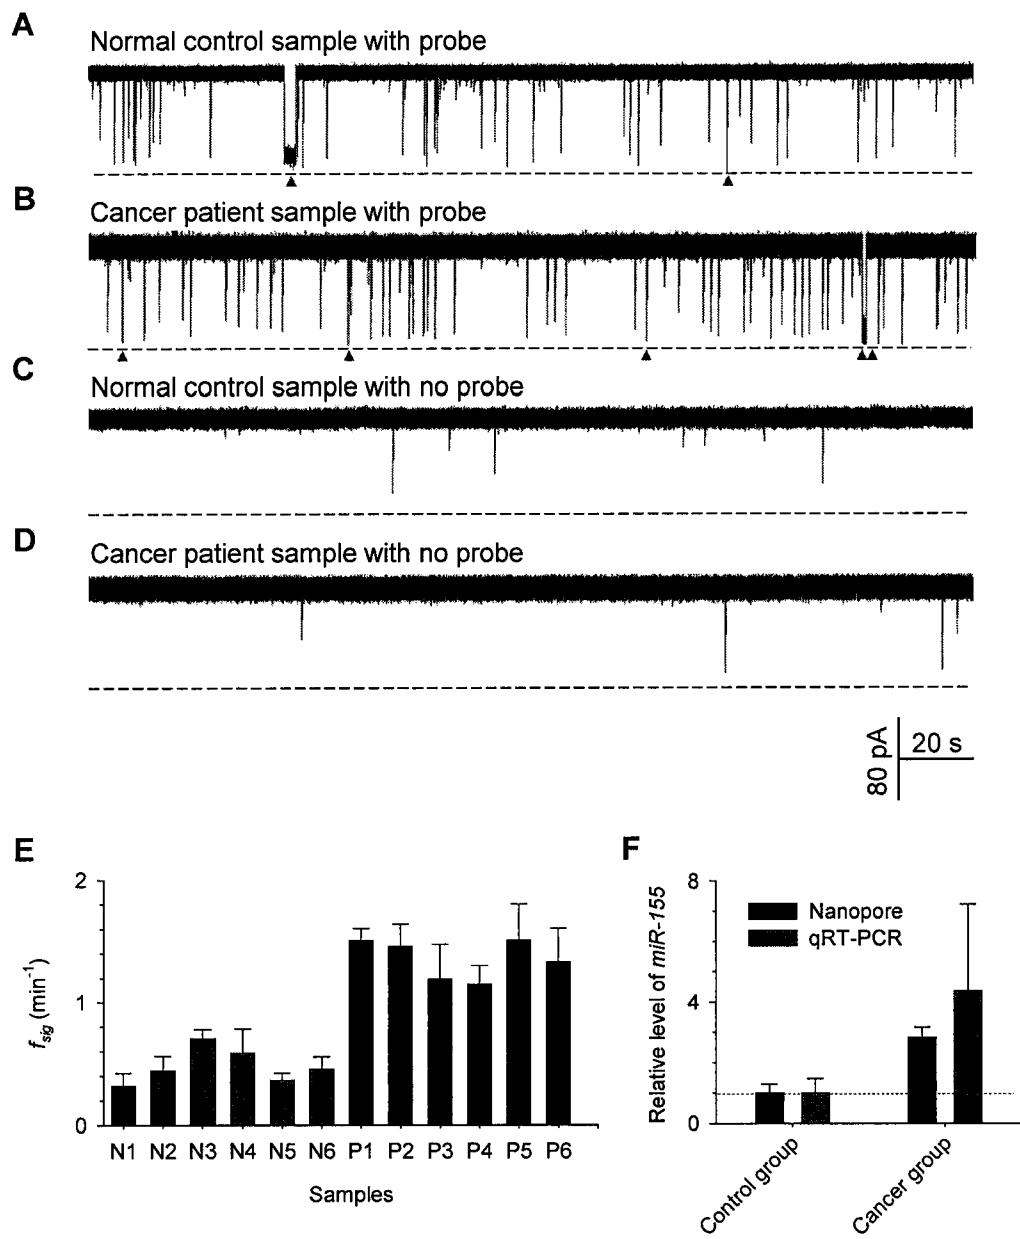 A
Normal control sample with probe
B
Cancer patient sample with probe
C
Normal control sample with no probe
D
Cancer patient sample with no probe
80 pA
20 s
E
2
1
0
f_sig (min⁻¹)
N1 N2 N3 N4 N5 N6 P1 P2 P3 P4 P5 P6
Samples
F
8
4
0
Relative level of miR-155
Nanopore
qRT-PCR
Control group
Cancer group